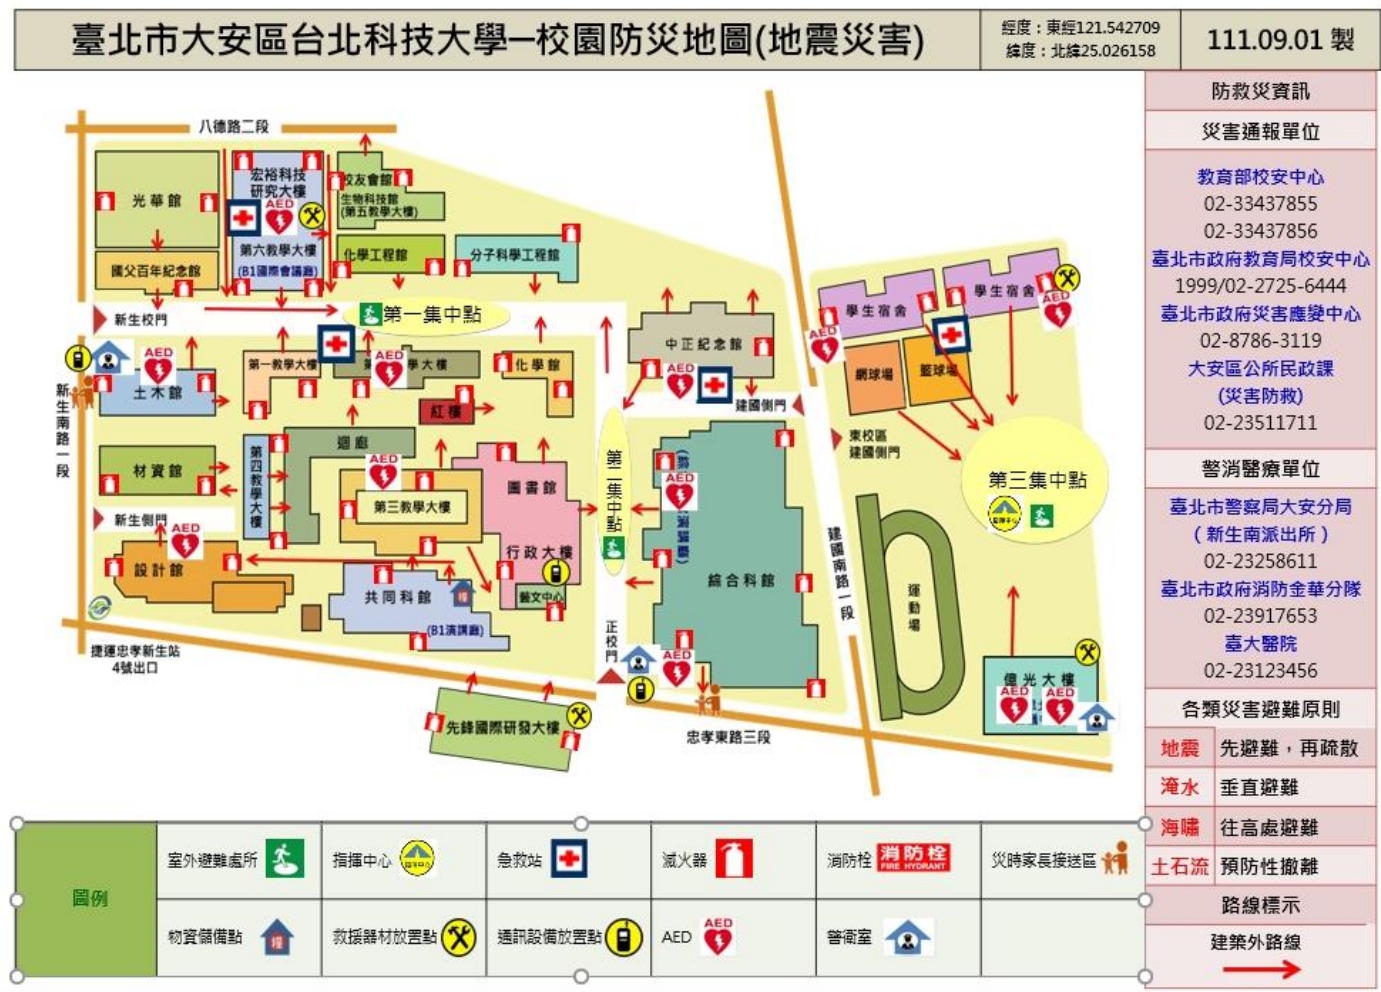 臺北市大安區台北科技大學─校園防災地圖(地震災害)
經度：東經121.542709
緯度：北緯25.026158
111.09.01 製
八德路二段
光華館
國父百年紀念館
宏裕科技
研究大樓
AED
第六教學大樓
(B1國際會議廳)
校友會館
生物科技館
(第五教學大樓)
化學工程館
分子科學工程館
新生校門
第一集中點
AED
土木館
新生南路一段
第一教學大樓
AED
學大樓
化學館
紅樓
中正紀念館
AED
建國側門
學生宿舍
學生宿舍
AED
AED
網球場
籃球場
東校區
建國側門
第三集中點
材資館
新生側門
AED
設計館
第四教學大樓
迴廊
AED
第三教學大樓
圖書館
行政大樓
藝文中心
第二集中點
AED
綜合科館
共同科館
糧
(B1演講廳)
正校門
AED
建國南路一段
運動場
億光大樓
AED
AED
捷運忠孝新生站
4號出口
先鋒國際研發大樓
忠孝東路三段
防救災資訊
災害通報單位
教育部校安中心
02-33437855
02-33437856
臺北市政府教育局校安中心
1999/02-2725-6444
臺北市政府災害應變中心
02-8786-3119
大安區公所民政課
(災害防救)
02-23511711
警消醫療單位
臺北市警察局大安分局
(新生南派出所)
02-23258611
臺北市政府消防金華分隊
02-23917653
臺大醫院
02-23123456
各類災害避難原則
地震 先避難，再疏散
淹水 垂直避難
海嘯 往高處避難
土石流 預防性撤離
路線標示
建築外路線
圖例
室外避難處所
指揮中心
急救站
滅火器
消防栓 消防栓
FIRE HYDRANT
災時家長接送區
物資儲備點 糧
救援器材放置點
通訊設備放置點
AED AED
警衛室